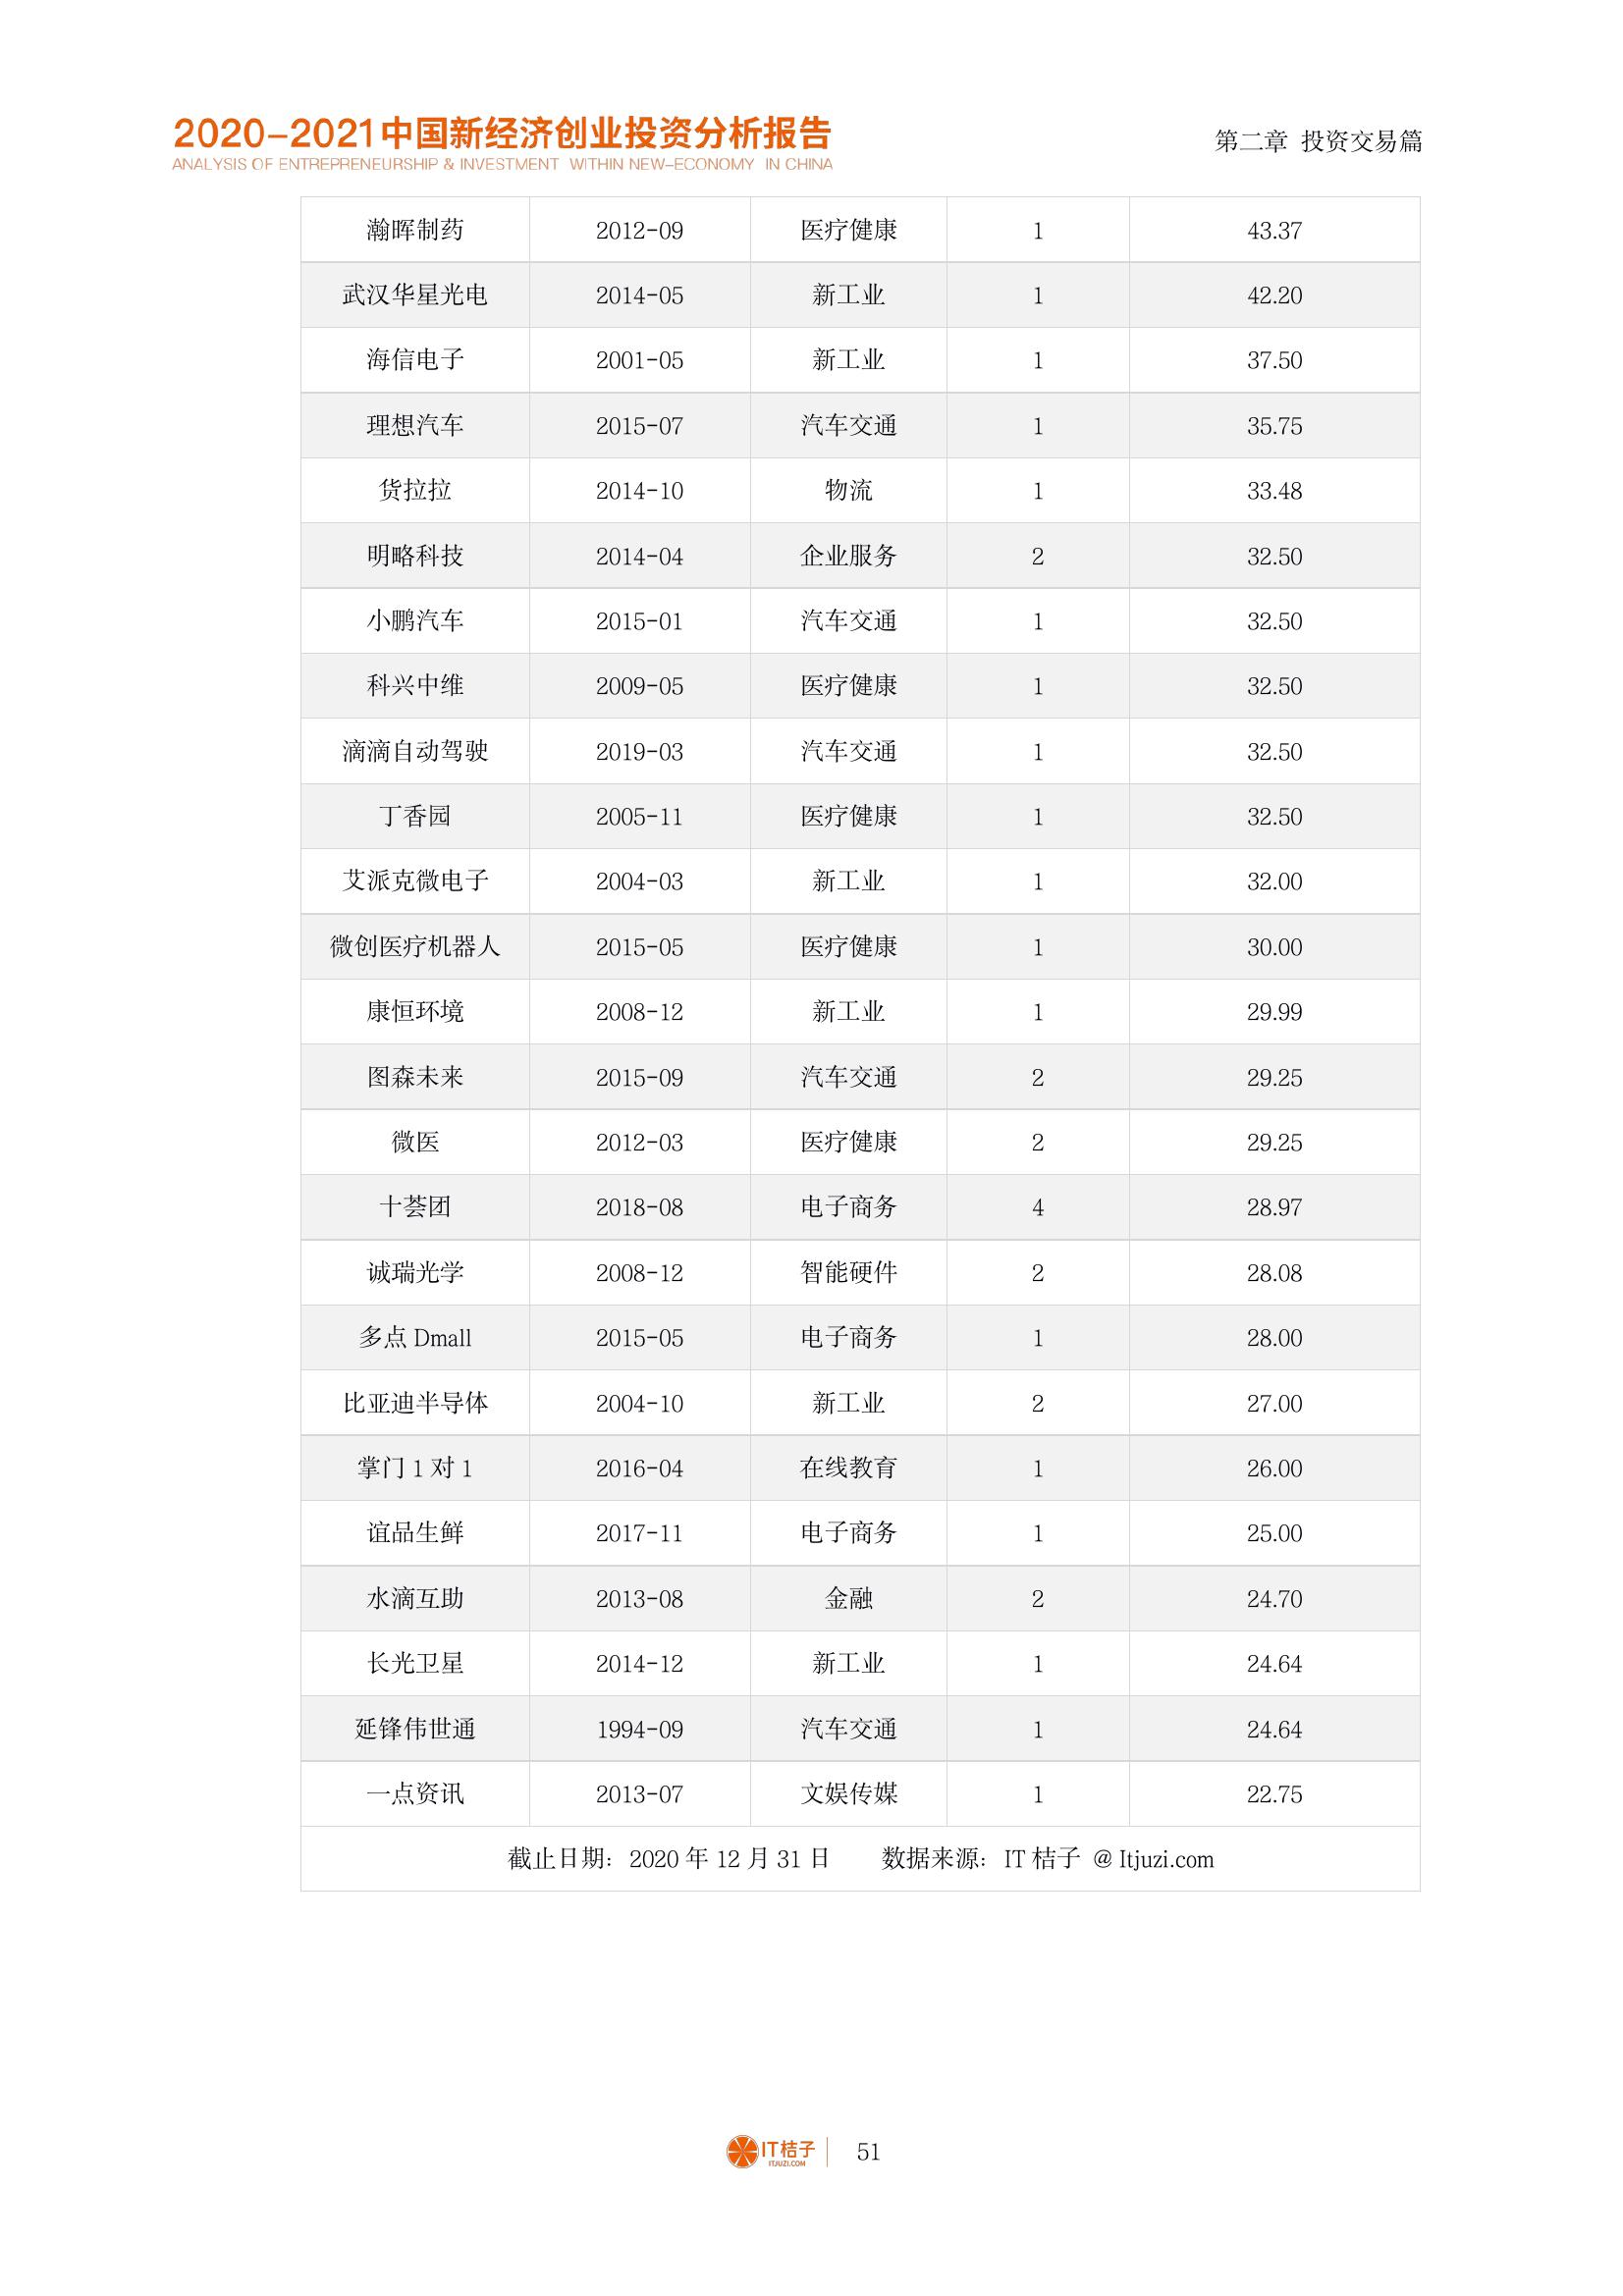 2020-2021中国新经济创业投资分析报告
ANALYSIS OF ENTREPRENEURSHIP & INVESTMENT WITHIN NEW-ECONOMY IN CHINA
第二章 投资交易篇
瀚晖制药 2012-09 医疗健康 1 43.37
武汉华星光电 2014-05 新工业 1 42.20
海信电子 2001-05 新工业 1 37.50
理想汽车 2015-07 汽车交通 1 35.75
货拉拉 2014-10 物流 1 33.48
明略科技 2014-04 企业服务 2 32.50
小鹏汽车 2015-01 汽车交通 1 32.50
科兴中维 2009-05 医疗健康 1 32.50
滴滴自动驾驶 2019-03 汽车交通 1 32.50
丁香园 2005-11 医疗健康 1 32.50
艾派克微电子 2004-03 新工业 1 32.00
微创医疗机器人 2015-05 医疗健康 1 30.00
康恒环境 2008-12 新工业 1 29.99
图森未来 2015-09 汽车交通 2 29.25
微医 2012-03 医疗健康 2 29.25
十荟团 2018-08 电子商务 4 28.97
诚瑞光学 2008-12 智能硬件 2 28.08
多点 Dmall 2015-05 电子商务 1 28.00
比亚迪半导体 2004-10 新工业 2 27.00
掌门 1 对 1 2016-04 在线教育 1 26.00
谊品生鲜 2017-11 电子商务 1 25.00
水滴互助 2013-08 金融 2 24.70
长光卫星 2014-12 新工业 1 24.64
延锋伟世通 1994-09 汽车交通 1 24.64
一点资讯 2013-07 文娱传媒 1 22.75
截止日期：2020 年 12 月 31 日 数据来源：IT 桔子 @ Itjuzi.com
IT桔子
ITJUZI.COM
51